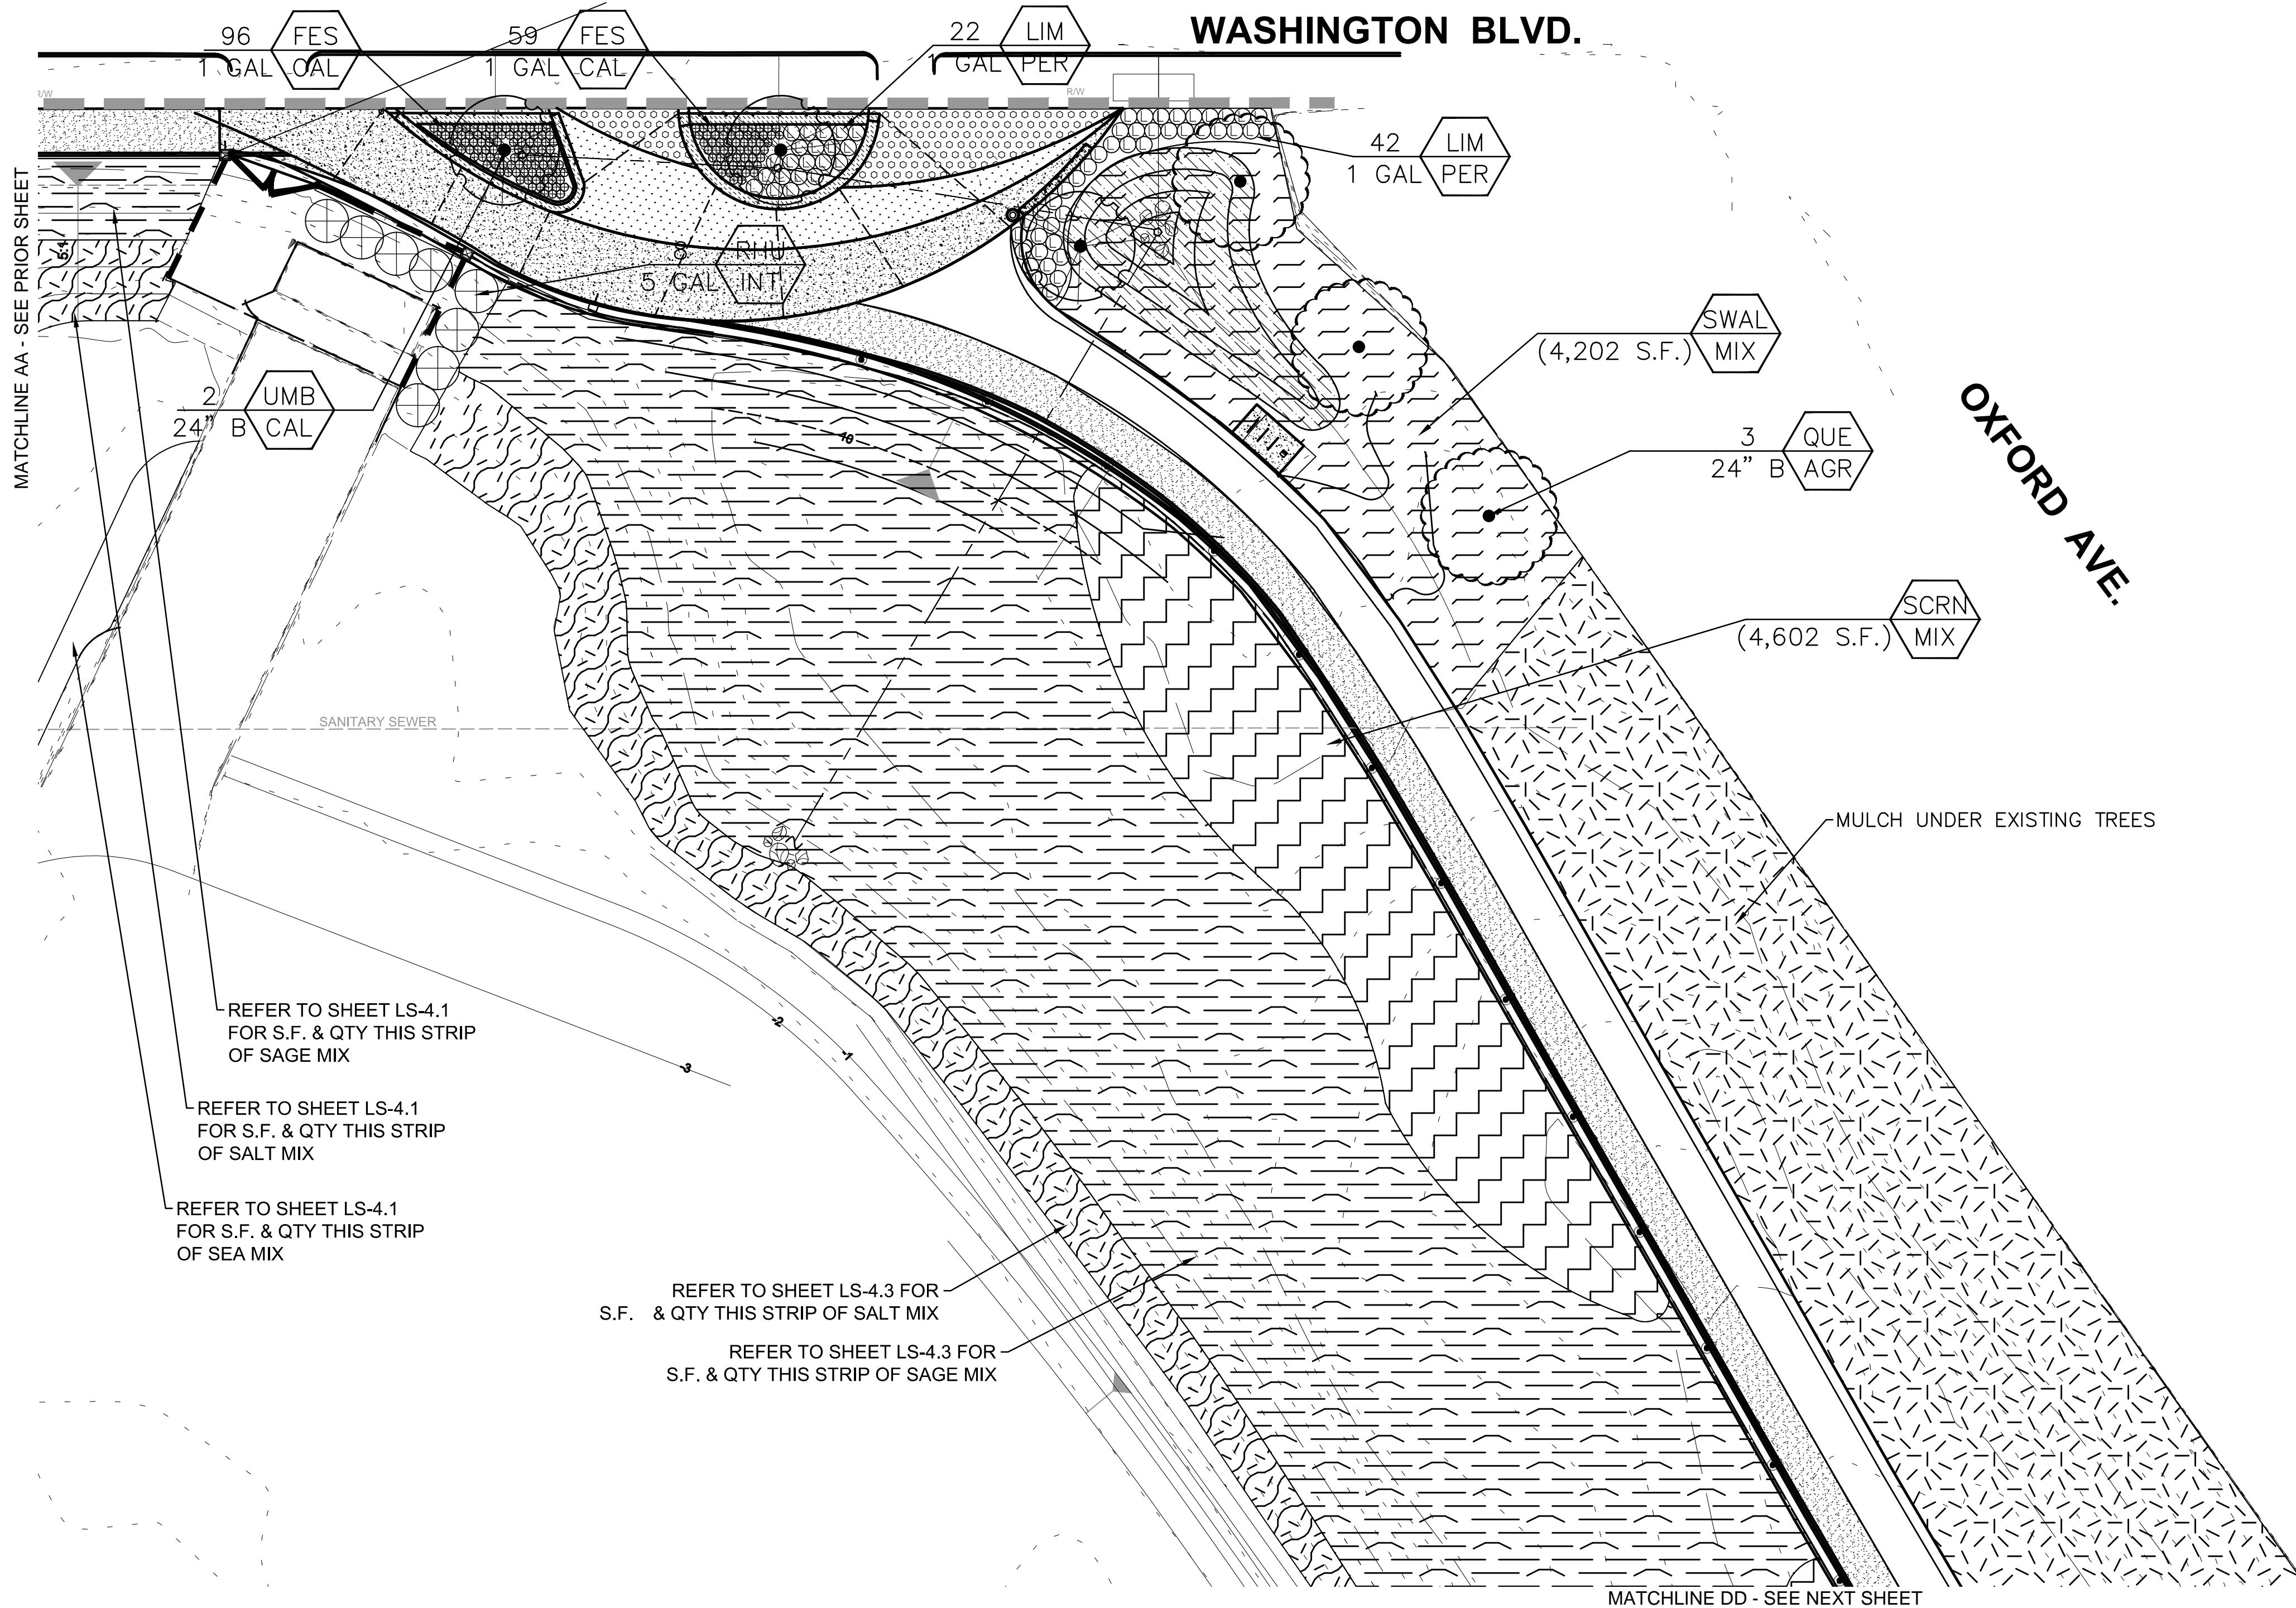 WASHINGTON BLVD.
96 FES
1 GAL CAL
59 FES
1 GAL CAL
22 LIM
1 GAL PER
R/W
R/W
42 LIM
1 GAL PER
MATCHLINE AA - SEE PRIOR SHEET
8 RHU
5 GAL INT
SWAL
(4,202 S.F.) MIX
2 UMB
24" B CAL
10
3 QUE
24" B AGR
OXFORD AVE.
SCRN
(4,602 S.F.) MIX
SANITARY SEWER
MULCH UNDER EXISTING TREES
REFER TO SHEET LS-4.1
FOR S.F. & QTY THIS STRIP
OF SAGE MIX
-2
-1
-3
REFER TO SHEET LS-4.1
FOR S.F. & QTY THIS STRIP
OF SALT MIX
REFER TO SHEET LS-4.1
FOR S.F. & QTY THIS STRIP
OF SEA MIX
REFER TO SHEET LS-4.3 FOR
S.F. & QTY THIS STRIP OF SALT MIX
REFER TO SHEET LS-4.3 FOR
S.F. & QTY THIS STRIP OF SAGE MIX
MATCHLINE DD - SEE NEXT SHEET